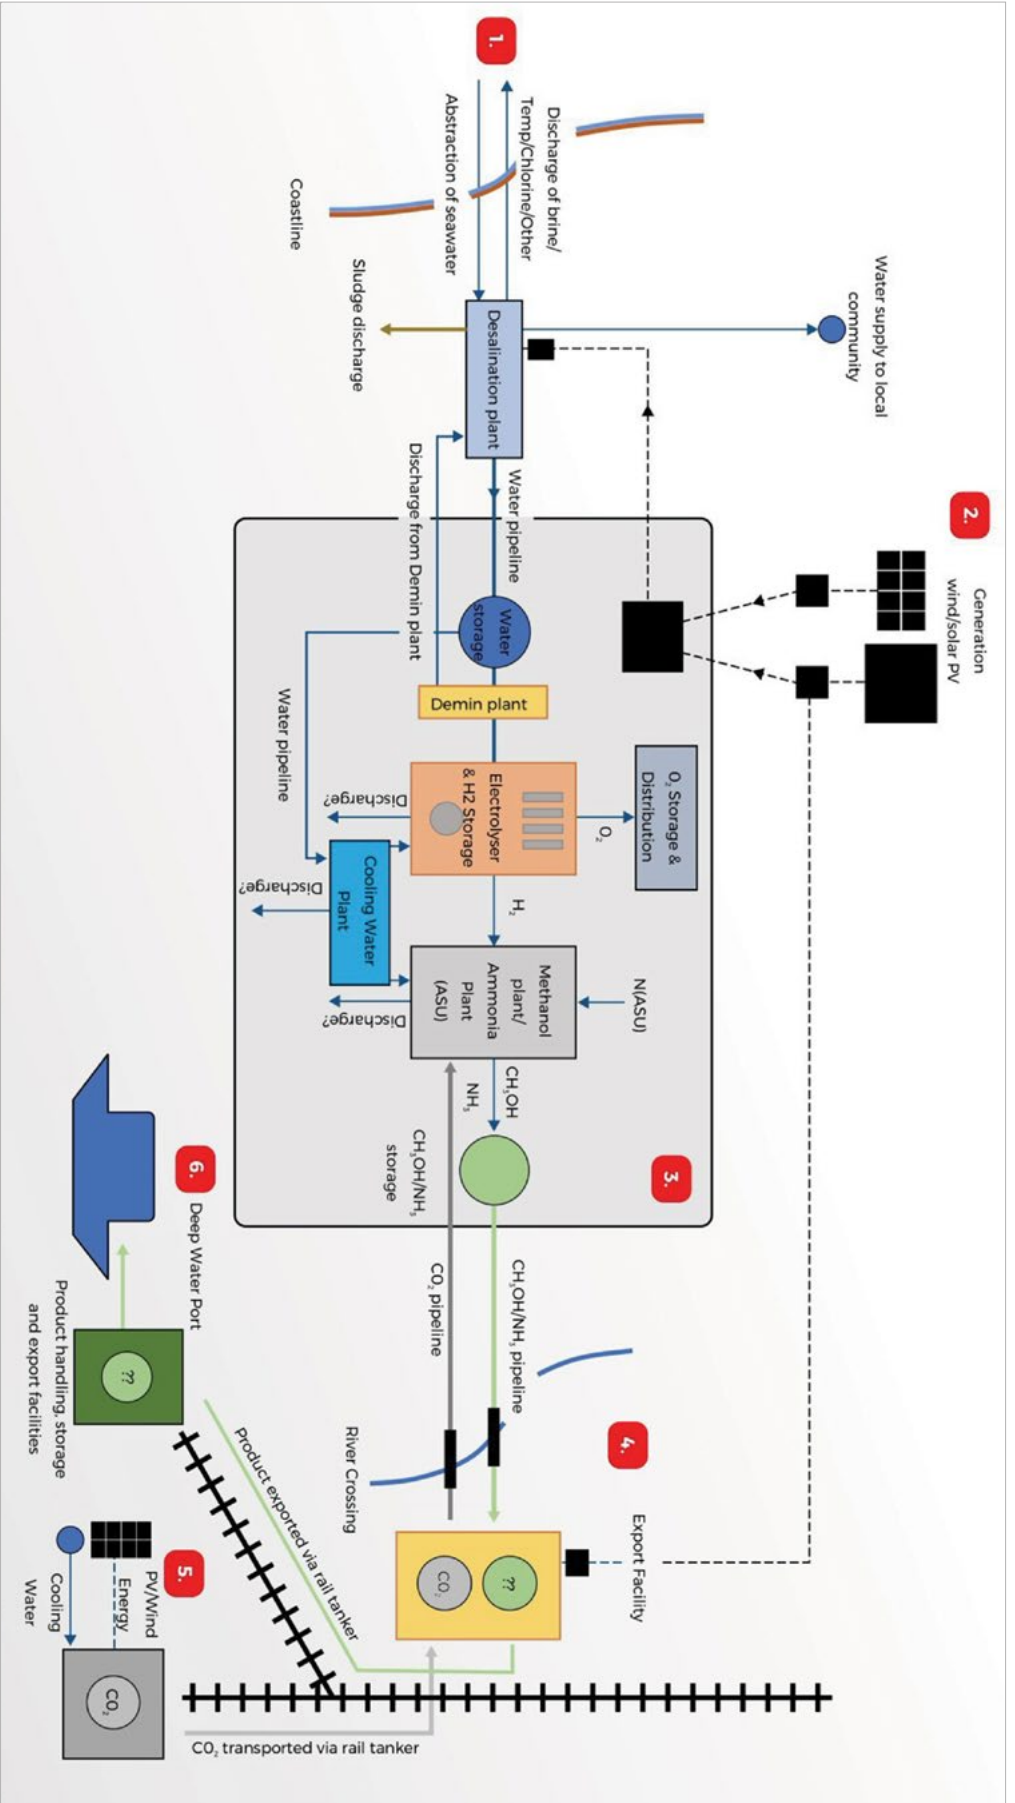 1.
Discharge of brine/
Temp/Chlorine/Other
Abstraction of seawater
Coastline
Water supply to local
community
Sludge discharge
Desalination plant
Water pipeline
Discharge from Demin plant
2.
Generation
wind/solar PV
Water
storage
Demin plant
Water pipeline
O₂ Storage &
Distribution
O₂
Electrolyser
& H2 Storage
Discharge?
Cooling Water
Plant
Discharge?
H₂
N(ASU)
Methanol
plant/
Ammonia
Plant
(ASU)
Discharge?
CH₃OH
NH₃
CH₃OH/NH₃
storage
3.
CH₃OH/NH₃ pipeline
CO₂ pipeline
River Crossing
4.
Export Facility
??
CO₂
Product exported via rail tanker
CO₂ transported via rail tanker
5.
PV/Wind
Energy
Cooling
Water
CO₂
6.
Deep Water Port
??
Product handling, storage
and export facilities